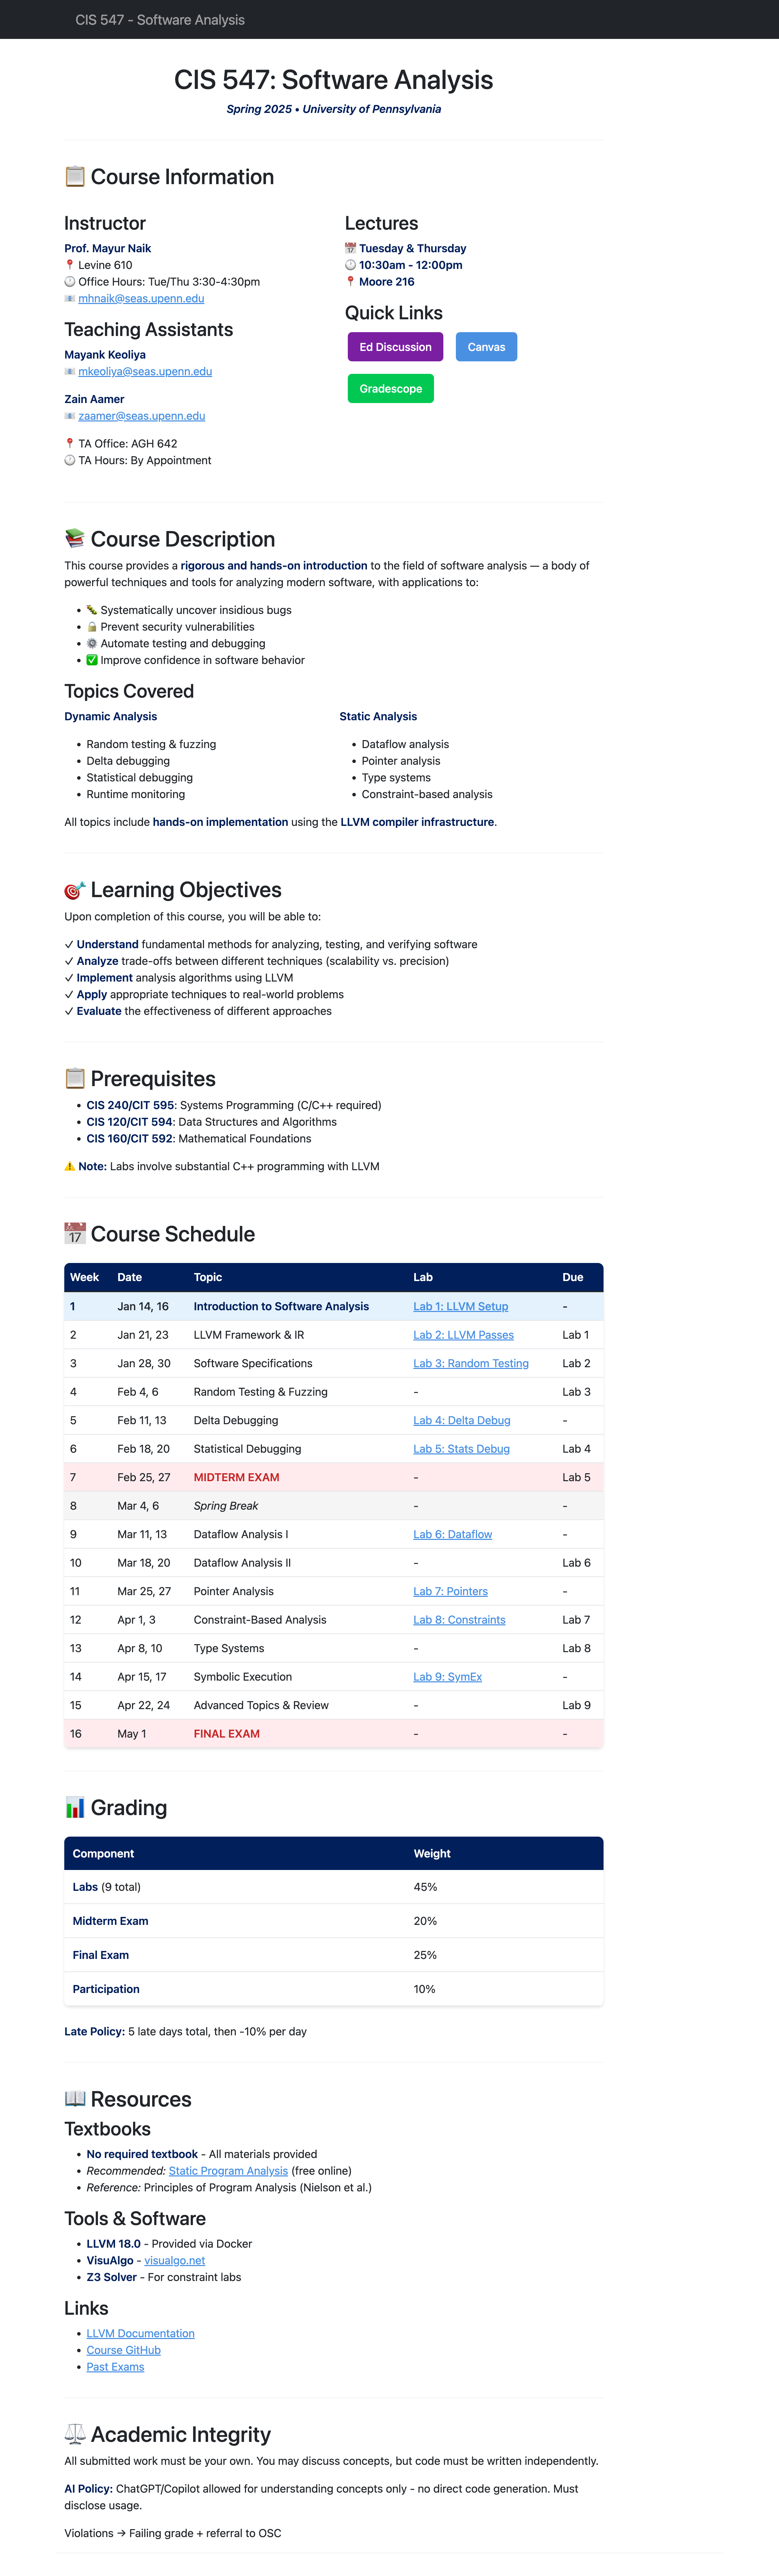 CIS 547 - Software Analysis
CIS 547: Software Analysis
Spring 2025 • University of Pennsylvania
📋 Course Information
Instructor
Prof. Mayur Naik
📍 Levine 610
🕐 Office Hours: Tue/Thu 3:30-4:30pm
📧 mhnaik@seas.upenn.edu
Teaching Assistants
Mayank Keoliya
📧 mkeoliya@seas.upenn.edu
Zain Aamer
📧 zaamer@seas.upenn.edu
📍 TA Office: AGH 642
🕐 TA Hours: By Appointment
Lectures
📅 Tuesday & Thursday
🕐 10:30am - 12:00pm
📍 Moore 216
Quick Links
Ed Discussion Canvas
Gradescope
📚 Course Description
This course provides a rigorous and hands-on introduction to the field of software analysis — a body of
powerful techniques and tools for analyzing modern software, with applications to:
• 🐛 Systematically uncover insidious bugs
• 🔒 Prevent security vulnerabilities
• ⚙️ Automate testing and debugging
• ✅ Improve confidence in software behavior
Topics Covered
Dynamic Analysis
• Random testing & fuzzing
• Delta debugging
• Statistical debugging
• Runtime monitoring
Static Analysis
• Dataflow analysis
• Pointer analysis
• Type systems
• Constraint-based analysis
All topics include hands-on implementation using the LLVM compiler infrastructure.
🎯 Learning Objectives
Upon completion of this course, you will be able to:
✓ Understand fundamental methods for analyzing, testing, and verifying software
✓ Analyze trade-offs between different techniques (scalability vs. precision)
✓ Implement analysis algorithms using LLVM
✓ Apply appropriate techniques to real-world problems
✓ Evaluate the effectiveness of different approaches
📋 Prerequisites
• CIS 240/CIT 595: Systems Programming (C/C++ required)
• CIS 120/CIT 594: Data Structures and Algorithms
• CIS 160/CIT 592: Mathematical Foundations
⚠️ Note: Labs involve substantial C++ programming with LLVM
📅 Course Schedule
Week Date Topic Lab Due
1 Jan 14, 16 Introduction to Software Analysis Lab 1: LLVM Setup -
2 Jan 21, 23 LLVM Framework & IR Lab 2: LLVM Passes Lab 1
3 Jan 28, 30 Software Specifications Lab 3: Random Testing Lab 2
4 Feb 4, 6 Random Testing & Fuzzing - Lab 3
5 Feb 11, 13 Delta Debugging Lab 4: Delta Debug -
6 Feb 18, 20 Statistical Debugging Lab 5: Stats Debug Lab 4
7 Feb 25, 27 MIDTERM EXAM - Lab 5
8 Mar 4, 6 Spring Break - -
9 Mar 11, 13 Dataflow Analysis I Lab 6: Dataflow -
10 Mar 18, 20 Dataflow Analysis II - Lab 6
11 Mar 25, 27 Pointer Analysis Lab 7: Pointers -
12 Apr 1, 3 Constraint-Based Analysis Lab 8: Constraints Lab 7
13 Apr 8, 10 Type Systems - Lab 8
14 Apr 15, 17 Symbolic Execution Lab 9: SymEx -
15 Apr 22, 24 Advanced Topics & Review - Lab 9
16 May 1 FINAL EXAM - -
📊 Grading
Component Weight
Labs (9 total) 45%
Midterm Exam 20%
Final Exam 25%
Participation 10%
Late Policy: 5 late days total, then -10% per day
📖 Resources
Textbooks
• No required textbook - All materials provided
• Recommended: Static Program Analysis (free online)
• Reference: Principles of Program Analysis (Nielson et al.)
Tools & Software
• LLVM 18.0 - Provided via Docker
• VisuAlgo - visualgo.net
• Z3 Solver - For constraint labs
Links
• LLVM Documentation
• Course GitHub
• Past Exams
⚖️ Academic Integrity
All submitted work must be your own. You may discuss concepts, but code must be written independently.
AI Policy: ChatGPT/Copilot allowed for understanding concepts only - no direct code generation. Must
disclose usage.
Violations → Failing grade + referral to OSC